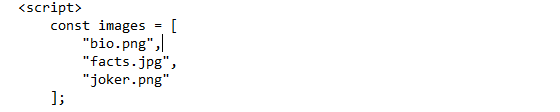 <script>
const images = [
"bio.png",
"facts.jpg",
"joker.png"
];